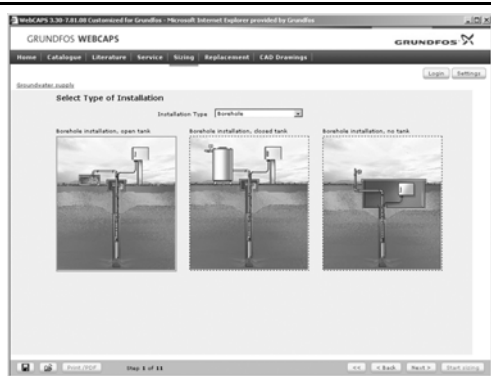 WebCAPS 3.30-7.01.08 Customized for Grundfos - Microsoft Internet Explorer provided by Grundfos
GRUNDFOS WEBCAPS
GRUNDFOS
Home Catalogue Literature Service Sizing Replacement CAD Drawings
Login Settings
Groundwater supply
Select Type of Installation
Installation Type Borehole
Borehole installation, open tank Borehole installation, closed tank Borehole installation, no tank
Print/PDF Step 1 of 11 << < Back Next > Start sizing